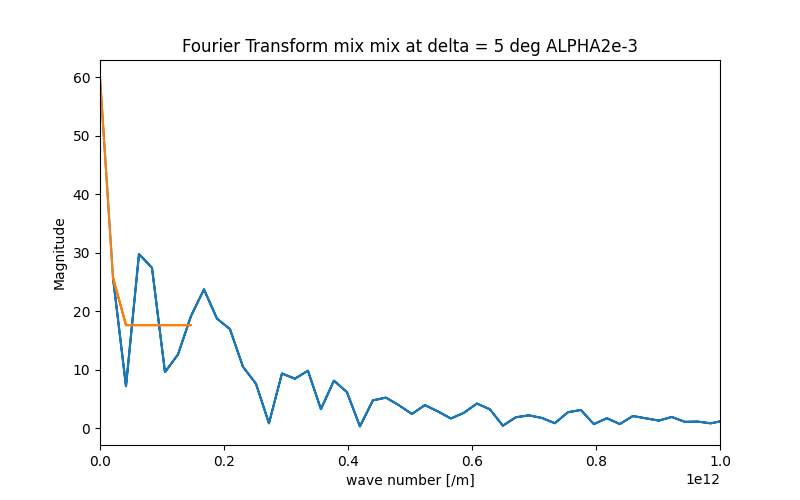 Fourier Transform mix mix at delta = 5 deg ALPHA2e-3
60
50
40
30
20
10
0
Magnitude
0.0 0.2 0.4 0.6 0.8 1.0
1e12
wave number [/m]